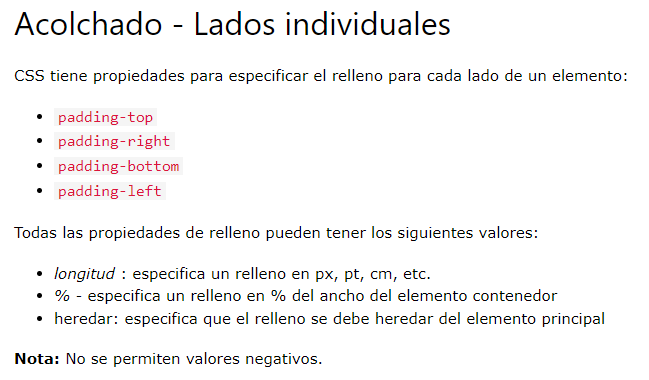 Acolchado - Lados individuales
CSS tiene propiedades para especificar el relleno para cada lado de un elemento:
• padding-top
• padding-right
• padding-bottom
• padding-left
Todas las propiedades de relleno pueden tener los siguientes valores:
• longitud : especifica un relleno en px, pt, cm, etc.
• % - especifica un relleno en % del ancho del elemento contenedor
• heredar: especifica que el relleno se debe heredar del elemento principal
Nota: No se permiten valores negativos.